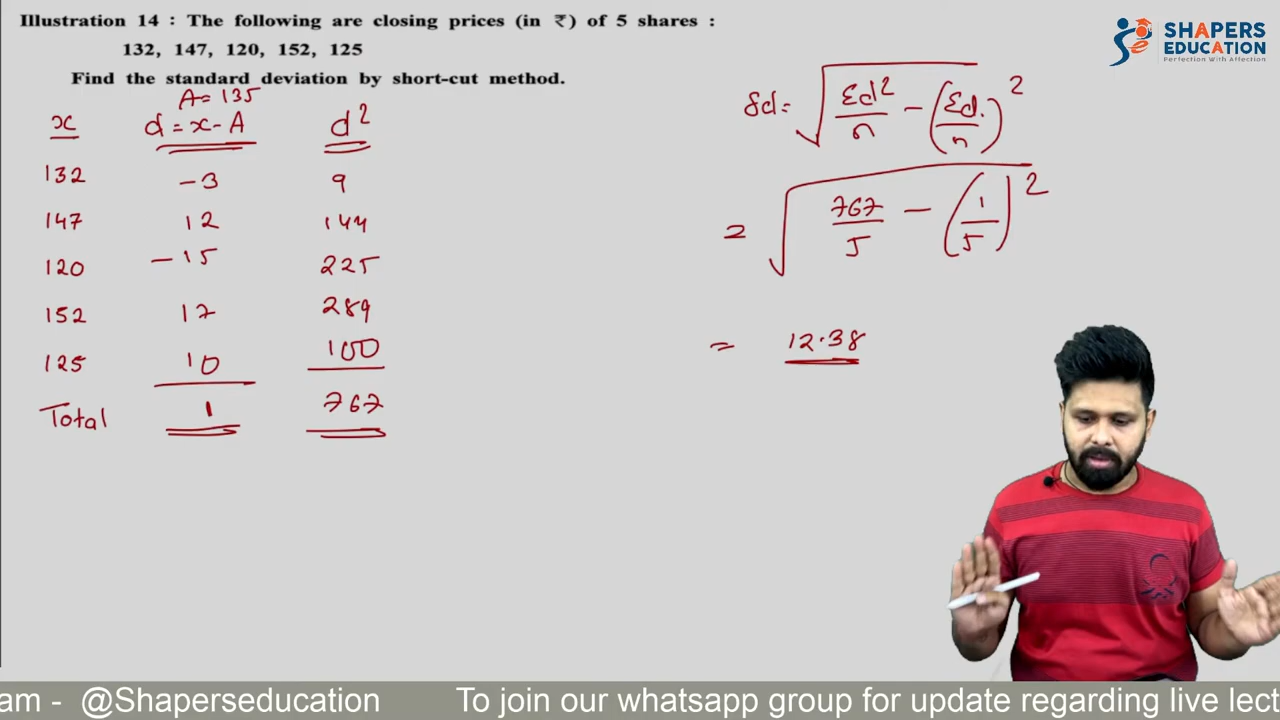 Illustration 14 : The following are closing prices (in ₹) of 5 shares :
132, 147, 120, 152, 125
Find the standard deviation by short-cut method.
SHAPERS
EDUCATION
Perfection With Affection
A = 135
x d = x - A d²
132 -3 9
147 12 144
120 -15 225
152 17 289
125 10 100
Total 1 767
Sd = √(Σd²/n - (Σd/n)²)
= √(767/5 - (1/5)²)
= 12.38
am - @Shaperseducation To join our whatsapp group for update regarding live lect